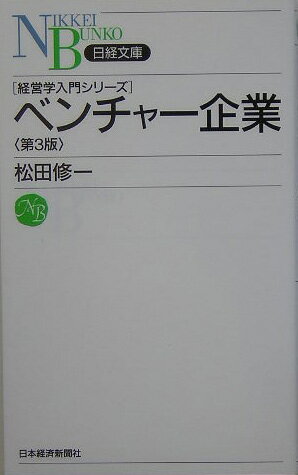 NIKKEI
BUNKO
日経文庫
[経営学入門シリーズ]
ベンチャー企業
〈第3版〉
松田修一
NB
日本経済新聞社